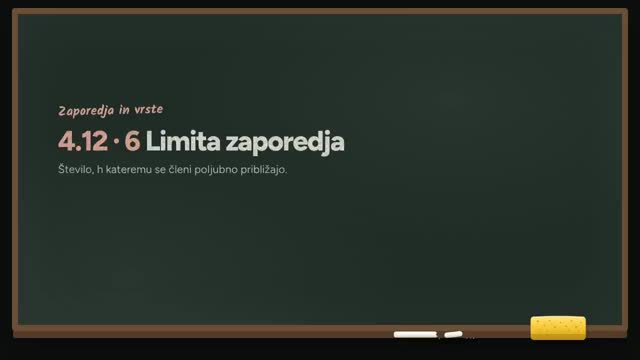 Zaporedja in vrste
4.12 · 6 Limita zaporedja
Število, h kateremu se členi poljubno približajo.